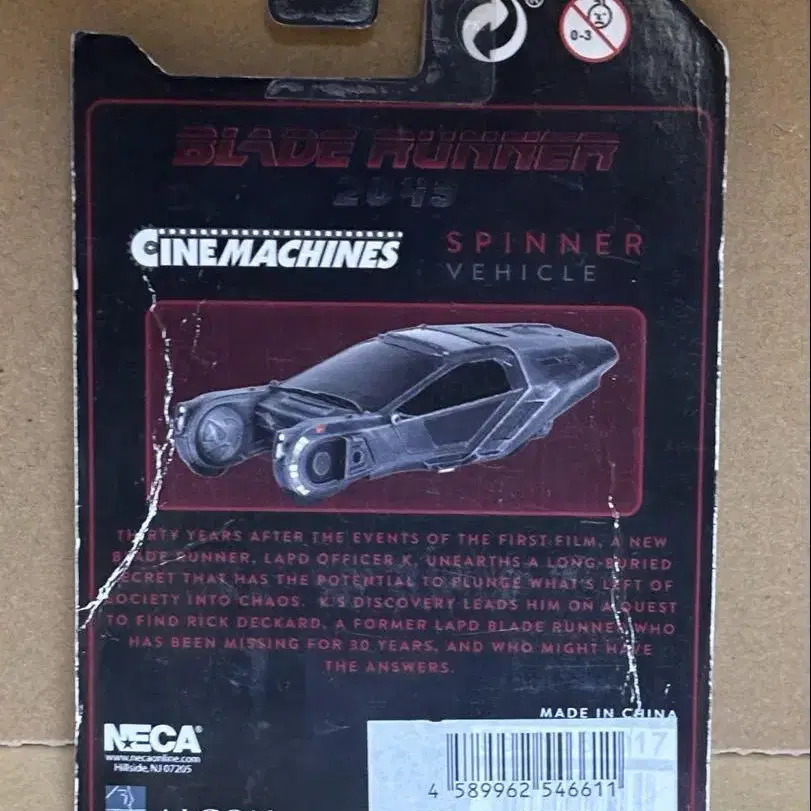 ®
0-3
BLADE RUNNER
2049
CINEMACHINES
SPINNER
VEHICLE
THIRTY YEARS AFTER THE EVENTS OF THE FIRST FILM, A NEW
BLADE RUNNER, LAPD OFFICER K, UNEARTHS A LONG-BURIED
SECRET THAT HAS THE POTENTIAL TO PLUNGE WHAT'S LEFT OF
SOCIETY INTO CHAOS. K'S DISCOVERY LEADS HIM ON A QUEST
TO FIND RICK DECKARD, A FORMER LAPD BLADE RUNNER WHO
HAS BEEN MISSING FOR 30 YEARS, AND WHO MIGHT HAVE
THE ANSWERS.
MADE IN CHINA
NECA®
www.necaonline.com
Hillside, NJ 07205
17
4 589962 546611